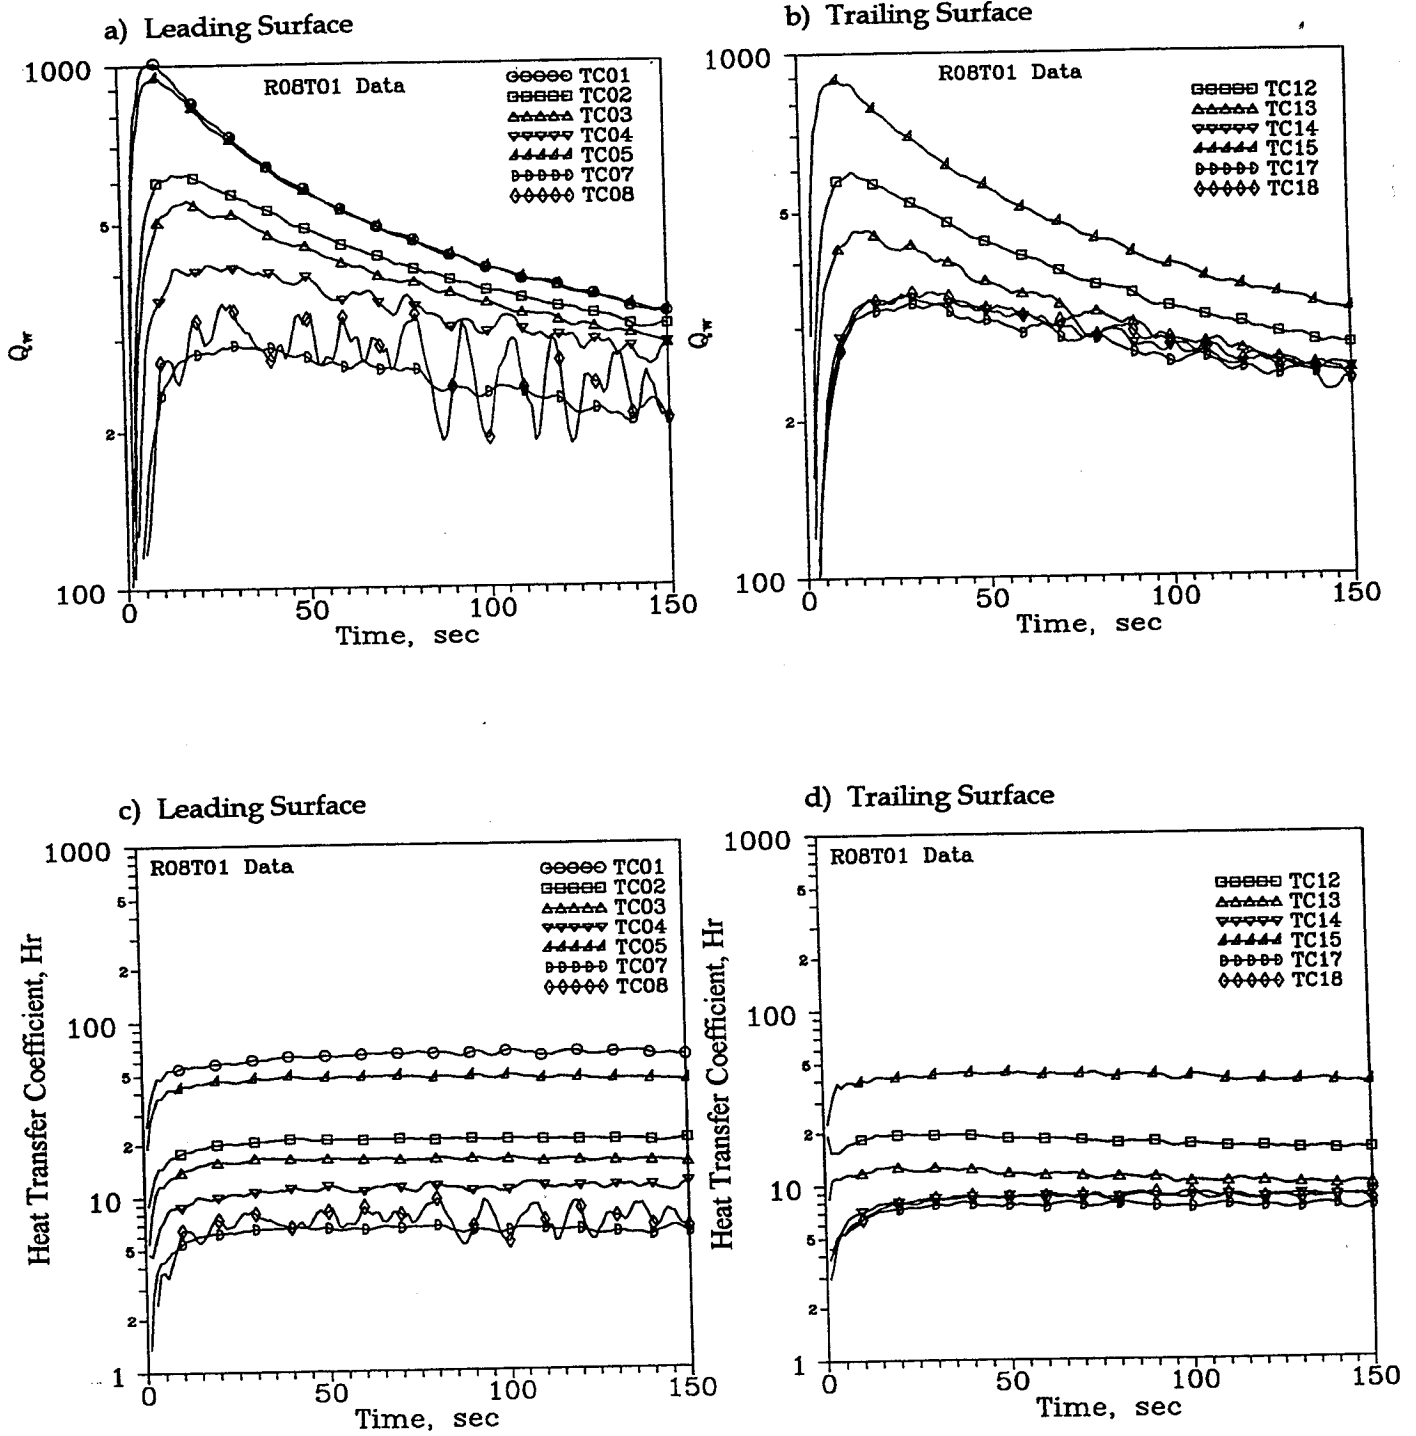 a) Leading Surface
1000
R08T01 Data
TC01
TC02
TC03
TC04
TC05
TC07
TC08
5
Qw
2
100
0 50 100 150
Time, sec
b) Trailing Surface
1000
R08T01 Data
TC12
TC13
TC14
TC15
TC17
TC18
5
Qw
2
100
0 50 100 150
Time, sec
c) Leading Surface
1000
R08T01 Data
TC01
TC02
TC03
TC04
TC05
TC07
TC08
5
2
100
5
2
10
5
2
1
Heat Transfer Coefficient, Hr
0 50 100 150
Time, sec
d) Trailing Surface
1000
R08T01 Data
TC12
TC13
TC14
TC15
TC17
TC18
5
2
100
5
2
10
5
2
1
Heat Transfer Coefficient, Hr
0 50 100 150
Time, sec